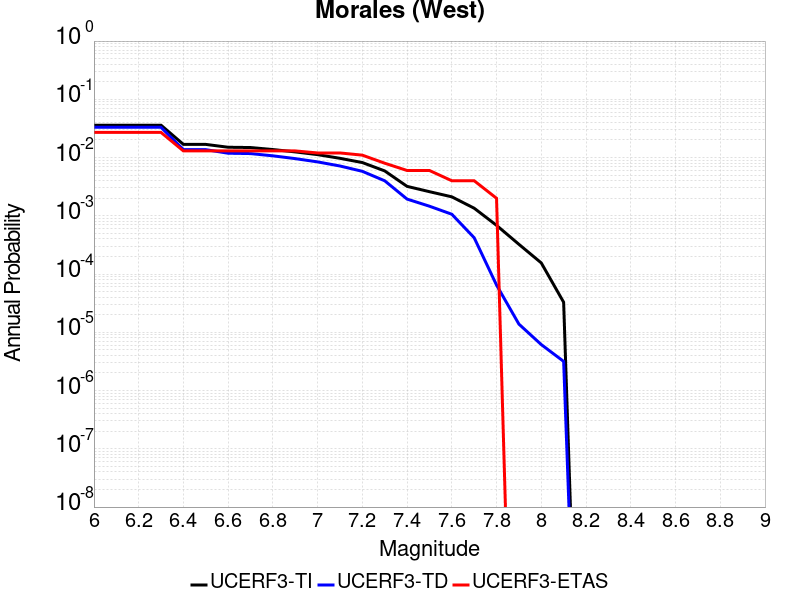 Morales (West)
10^0
10^-1
10^-2
10^-3
10^-4
10^-5
10^-6
10^-7
10^-8
Annual Probability
6 6.2 6.4 6.6 6.8 7 7.2 7.4 7.6 7.8 8 8.2 8.4 8.6 8.8 9
Magnitude
UCERF3-TI UCERF3-TD UCERF3-ETAS